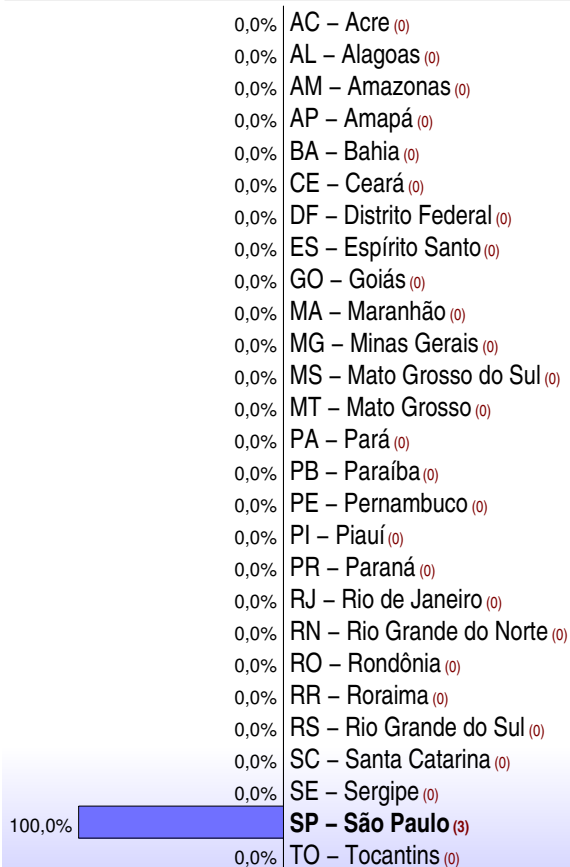 0,0% AC – Acre (0)
0,0% AL – Alagoas (0)
0,0% AM – Amazonas (0)
0,0% AP – Amapá (0)
0,0% BA – Bahia (0)
0,0% CE – Ceará (0)
0,0% DF – Distrito Federal (0)
0,0% ES – Espírito Santo (0)
0,0% GO – Goiás (0)
0,0% MA – Maranhão (0)
0,0% MG – Minas Gerais (0)
0,0% MS – Mato Grosso do Sul (0)
0,0% MT – Mato Grosso (0)
0,0% PA – Pará (0)
0,0% PB – Paraíba (0)
0,0% PE – Pernambuco (0)
0,0% PI – Piauí (0)
0,0% PR – Paraná (0)
0,0% RJ – Rio de Janeiro (0)
0,0% RN – Rio Grande do Norte (0)
0,0% RO – Rondônia (0)
0,0% RR – Roraima (0)
0,0% RS – Rio Grande do Sul (0)
0,0% SC – Santa Catarina (0)
0,0% SE – Sergipe (0)
100,0% SP – São Paulo (3)
0,0% TO – Tocantins (0)